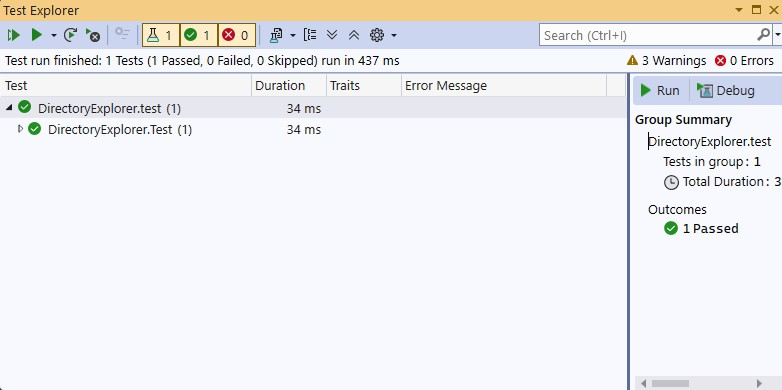 Test Explorer
1 1 0
Search (Ctrl+I)
Test run finished: 1 Tests (1 Passed, 0 Failed, 0 Skipped) run in 437 ms
3 Warnings 0 Errors
Test Duration Traits Error Message
DirectoryExplorer.test (1) 34 ms
DirectoryExplorer.Test (1) 34 ms
Run Debug
Group Summary
DirectoryExplorer.test
Tests in group: 1
Total Duration: 3
Outcomes
1 Passed